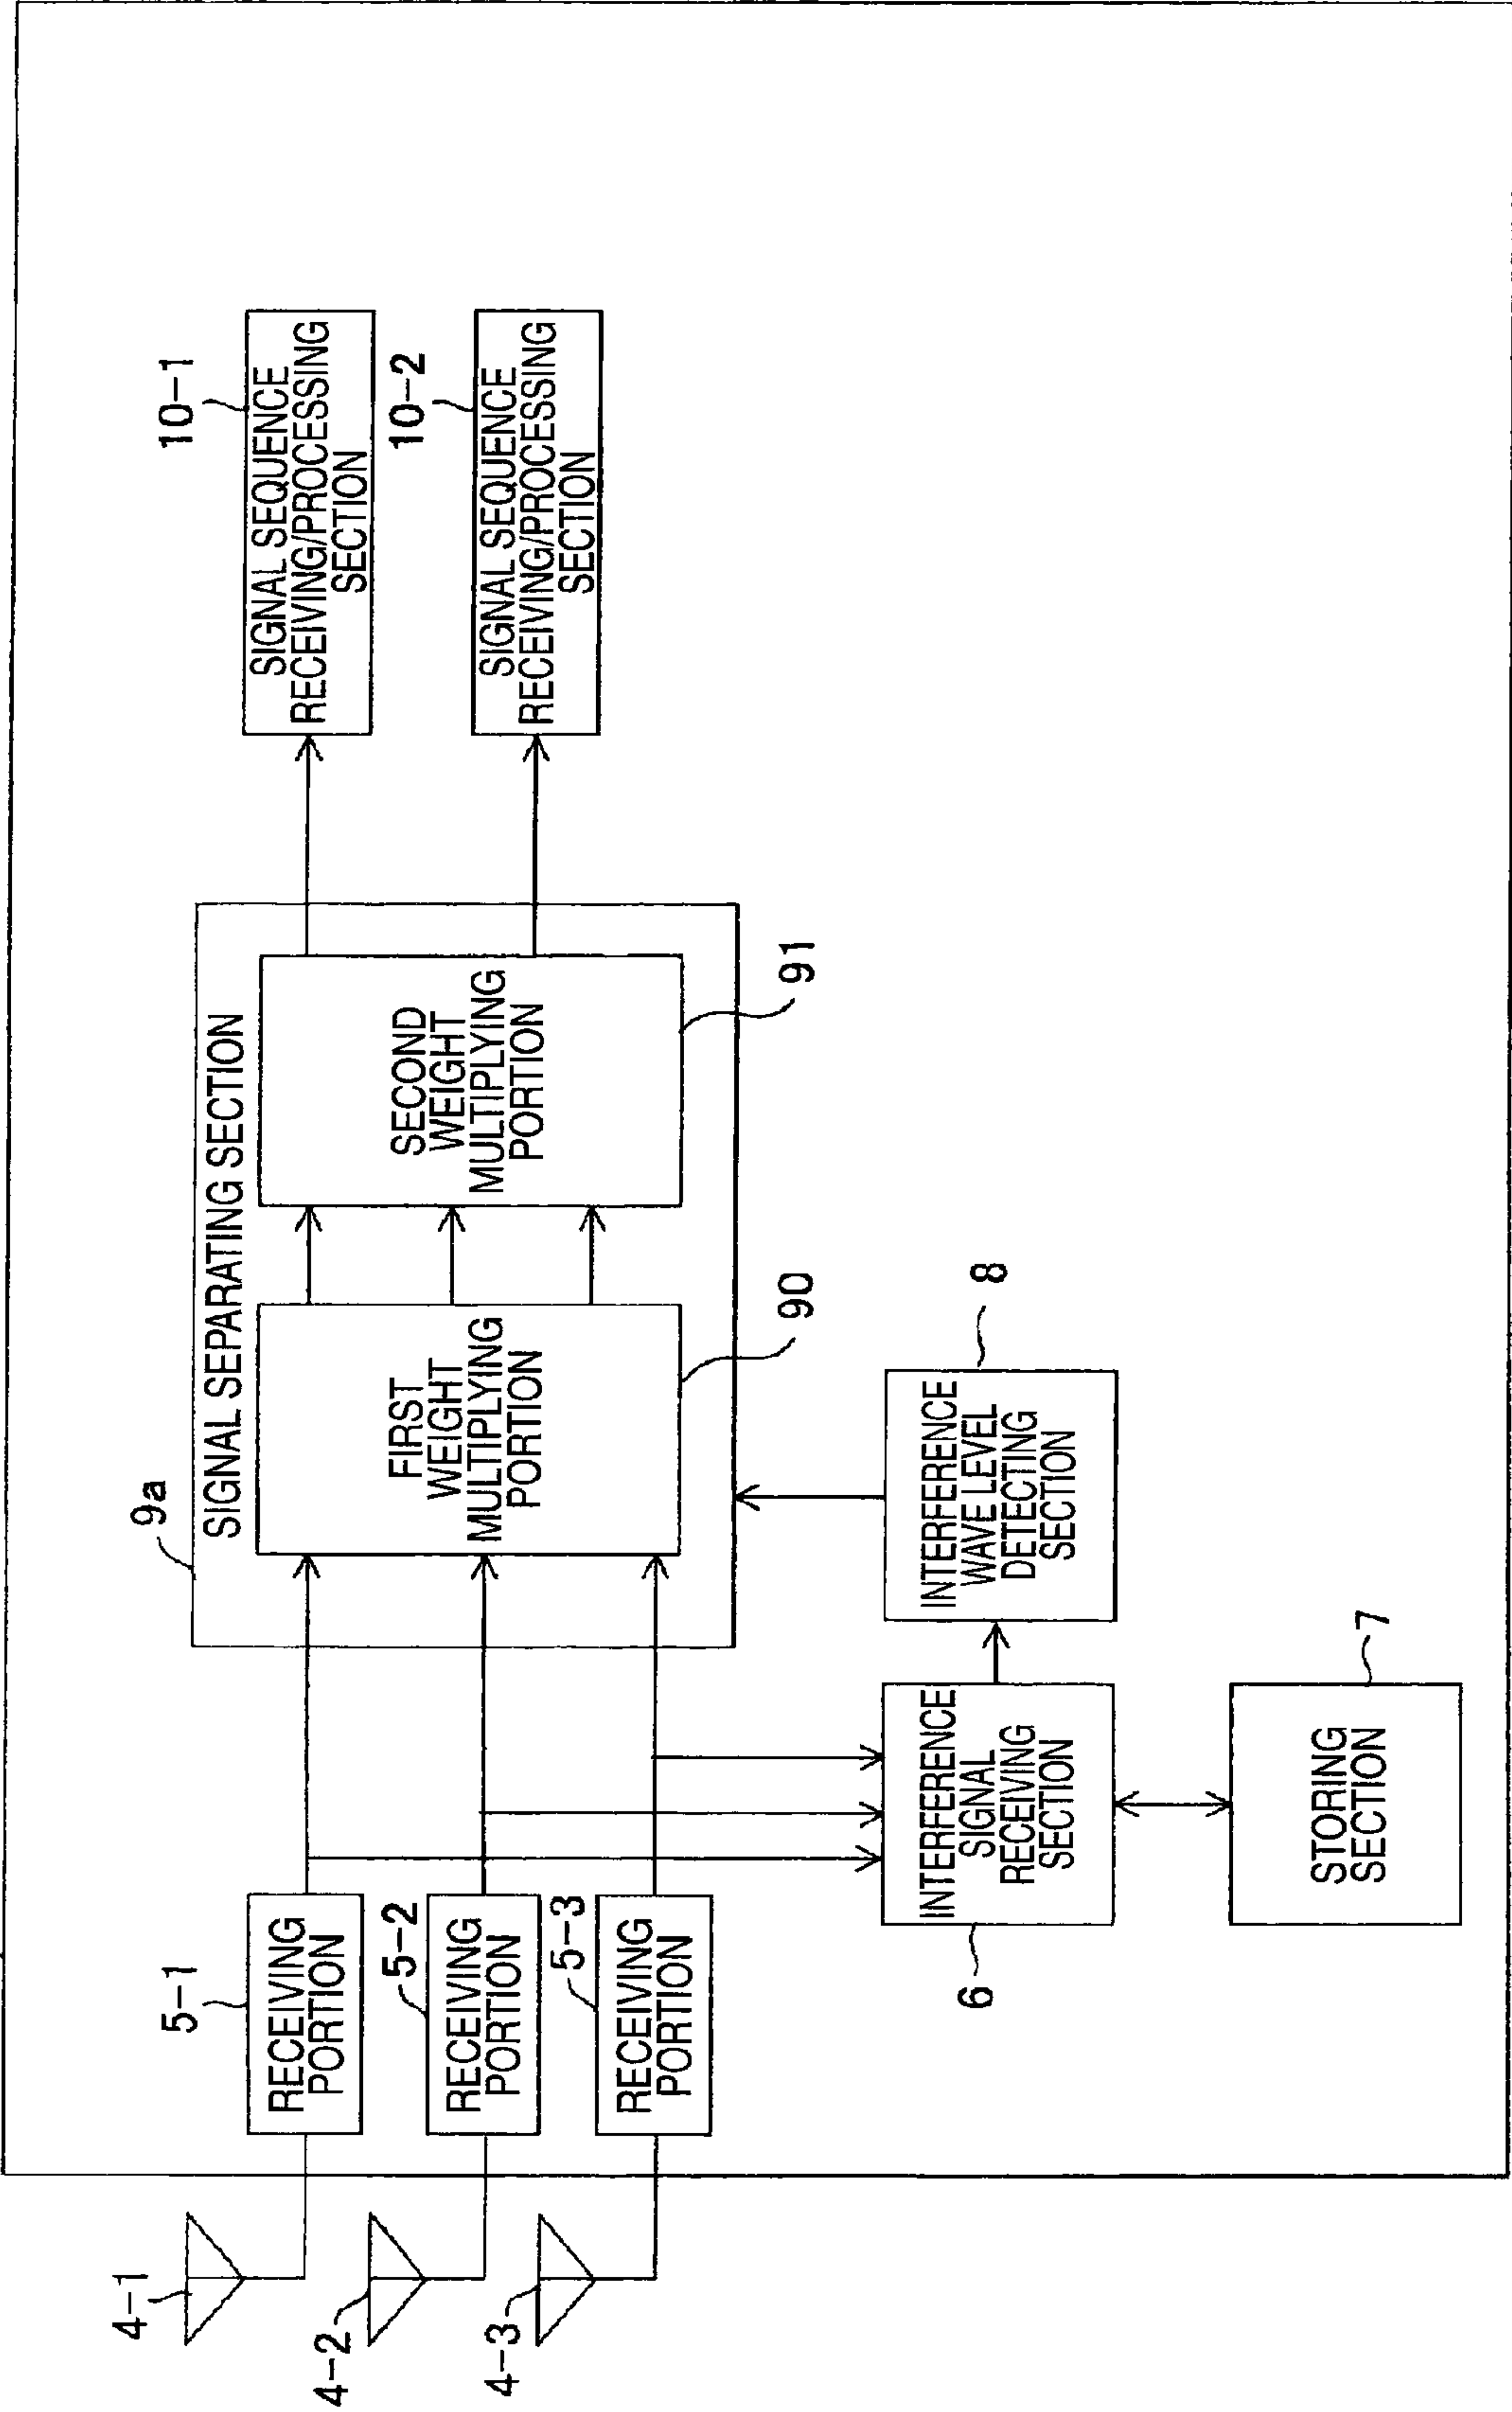 4-1
4-2
4-3
5-1
RECEIVING
PORTION
5-2
RECEIVING
PORTION
5-3
RECEIVING
PORTION
9a
SIGNAL SEPARATING SECTION
FIRST
WEIGHT
MULTIPLYING
PORTION
90
SECOND
WEIGHT
MULTIPLYING
PORTION
91
10-1
SIGNAL SEQUENCE
RECEIVING/PROCESSING
SECTION
10-2
SIGNAL SEQUENCE
RECEIVING/PROCESSING
SECTION
6
INTERFERENCE
SIGNAL
RECEIVING
SECTION
8
INTERFERENCE
WAVE LEVEL
DETECTING
SECTION
7
STORING
SECTION